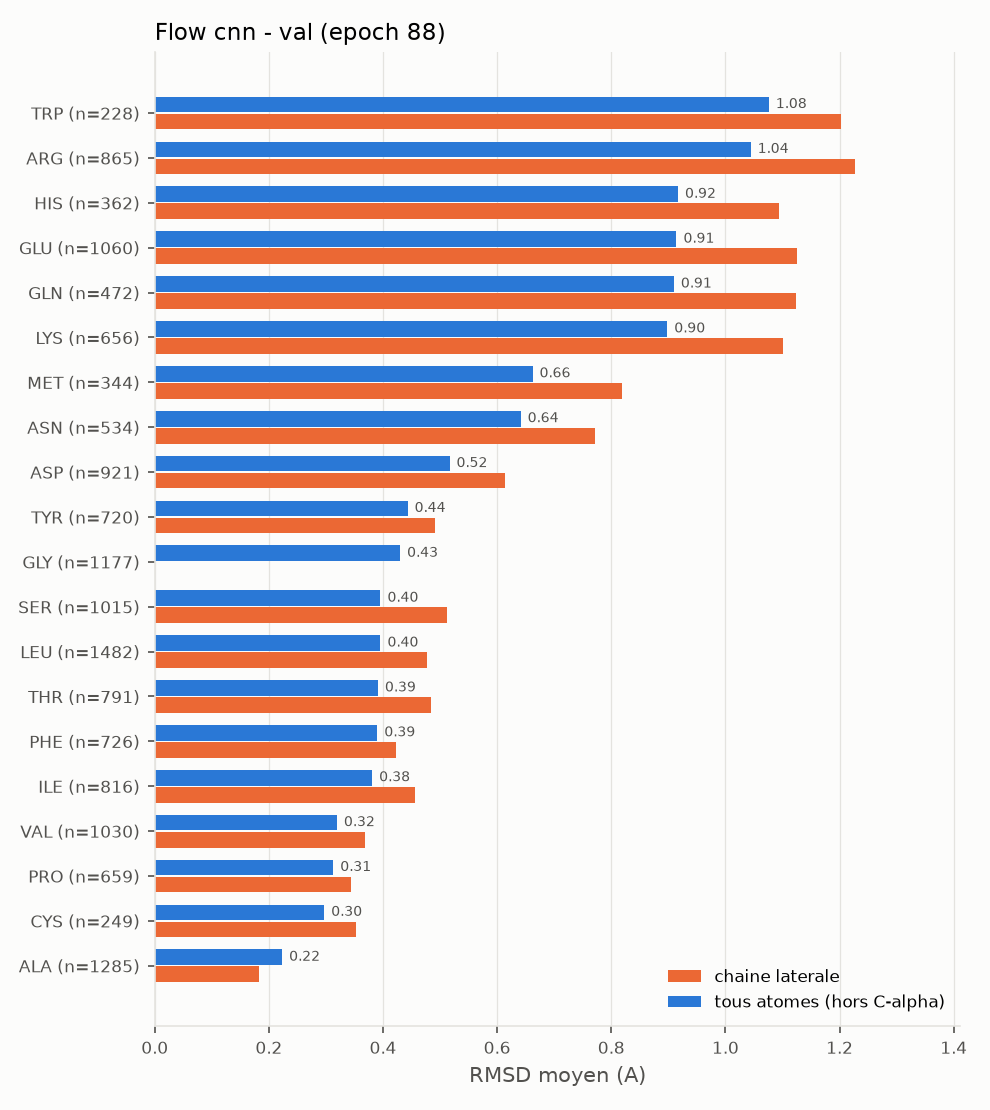 Flow cnn - val (epoch 88)
TRP (n=228) 1.08
ARG (n=865) 1.04
HIS (n=362) 0.92
GLU (n=1060) 0.91
GLN (n=472) 0.91
LYS (n=656) 0.90
MET (n=344) 0.66
ASN (n=534) 0.64
ASP (n=921) 0.52
TYR (n=720) 0.44
GLY (n=1177) 0.43
SER (n=1015) 0.40
LEU (n=1482) 0.40
THR (n=791) 0.39
PHE (n=726) 0.39
ILE (n=816) 0.38
VAL (n=1030) 0.32
PRO (n=659) 0.31
CYS (n=249) 0.30
ALA (n=1285) 0.22
chaine laterale
tous atomes (hors C-alpha)
0.0 0.2 0.4 0.6 0.8 1.0 1.2 1.4
RMSD moyen (A)